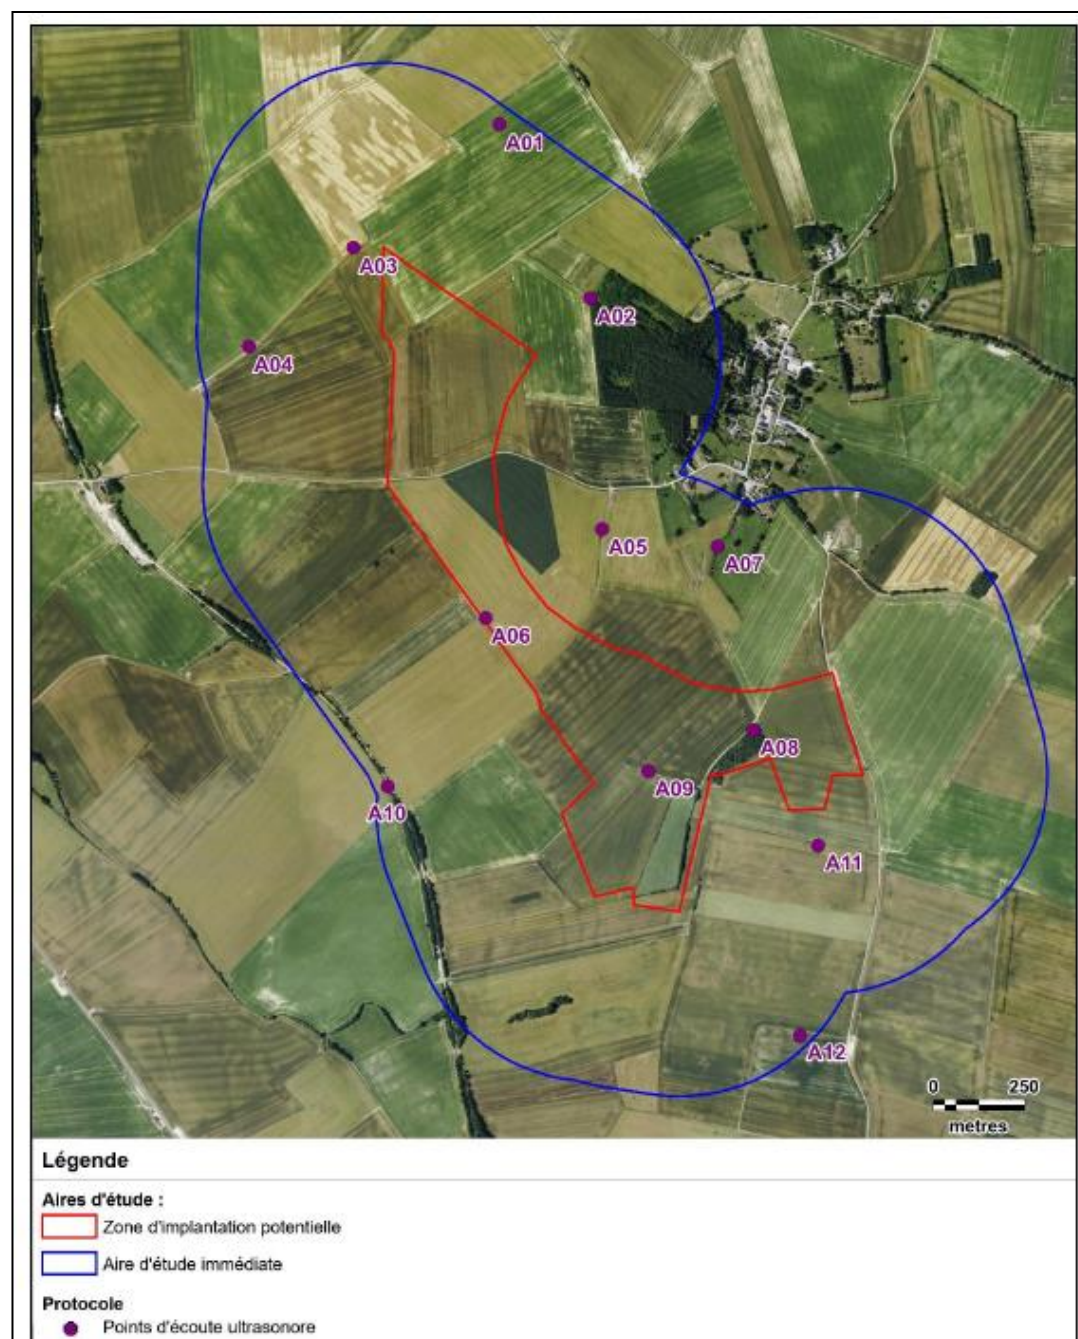 A01
A02
A03
A04
A05
A07
A06
A08
A09
A10
A11
A12
0 250
metres
Légende
Aires d'étude :
Zone d'implantation potentielle
Aire d'étude immédiate
Protocole
Points d'écoute ultrasonore